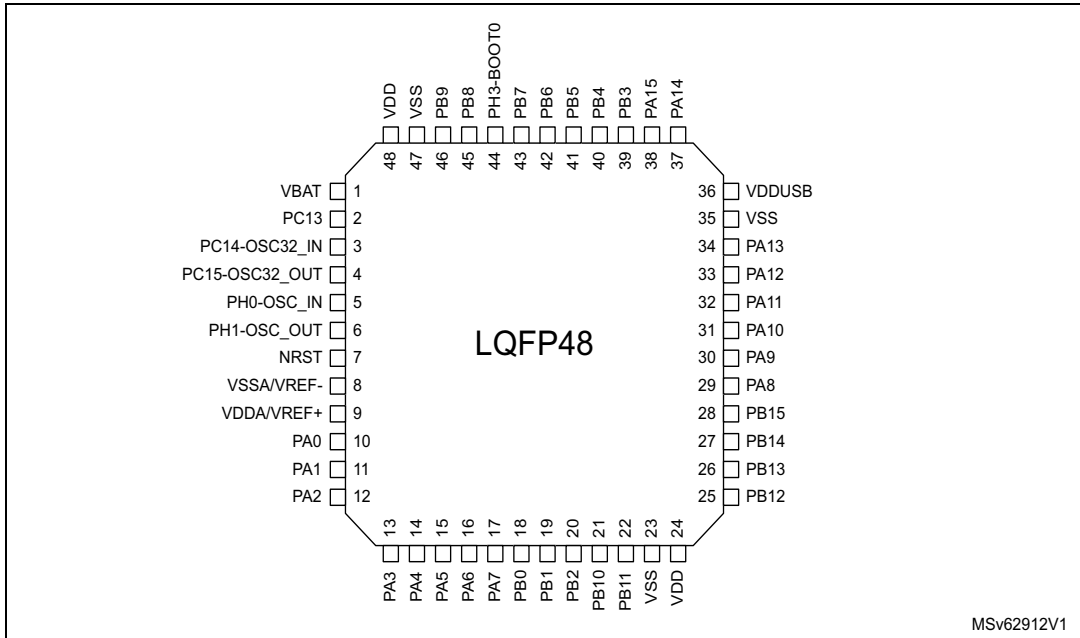 VDD
VSS
PB9
PB8
PH3-BOOT0
PB7
PB6
PB5
PB4
PB3
PA15
PA14
48
47
46
45
44
43
42
41
40
39
38
37
VBAT 1
PC13 2
PC14-OSC32_IN 3
PC15-OSC32_OUT 4
PH0-OSC_IN 5
PH1-OSC_OUT 6
NRST 7
VSSA/VREF- 8
VDDA/VREF+ 9
PA0 10
PA1 11
PA2 12
LQFP48
36 VDDUSB
35 VSS
34 PA13
33 PA12
32 PA11
31 PA10
30 PA9
29 PA8
28 PB15
27 PB14
26 PB13
25 PB12
13
14
15
16
17
18
19
20
21
22
23
24
PA3
PA4
PA5
PA6
PA7
PB0
PB1
PB2
PB10
PB11
VSS
VDD
MSv62912V1